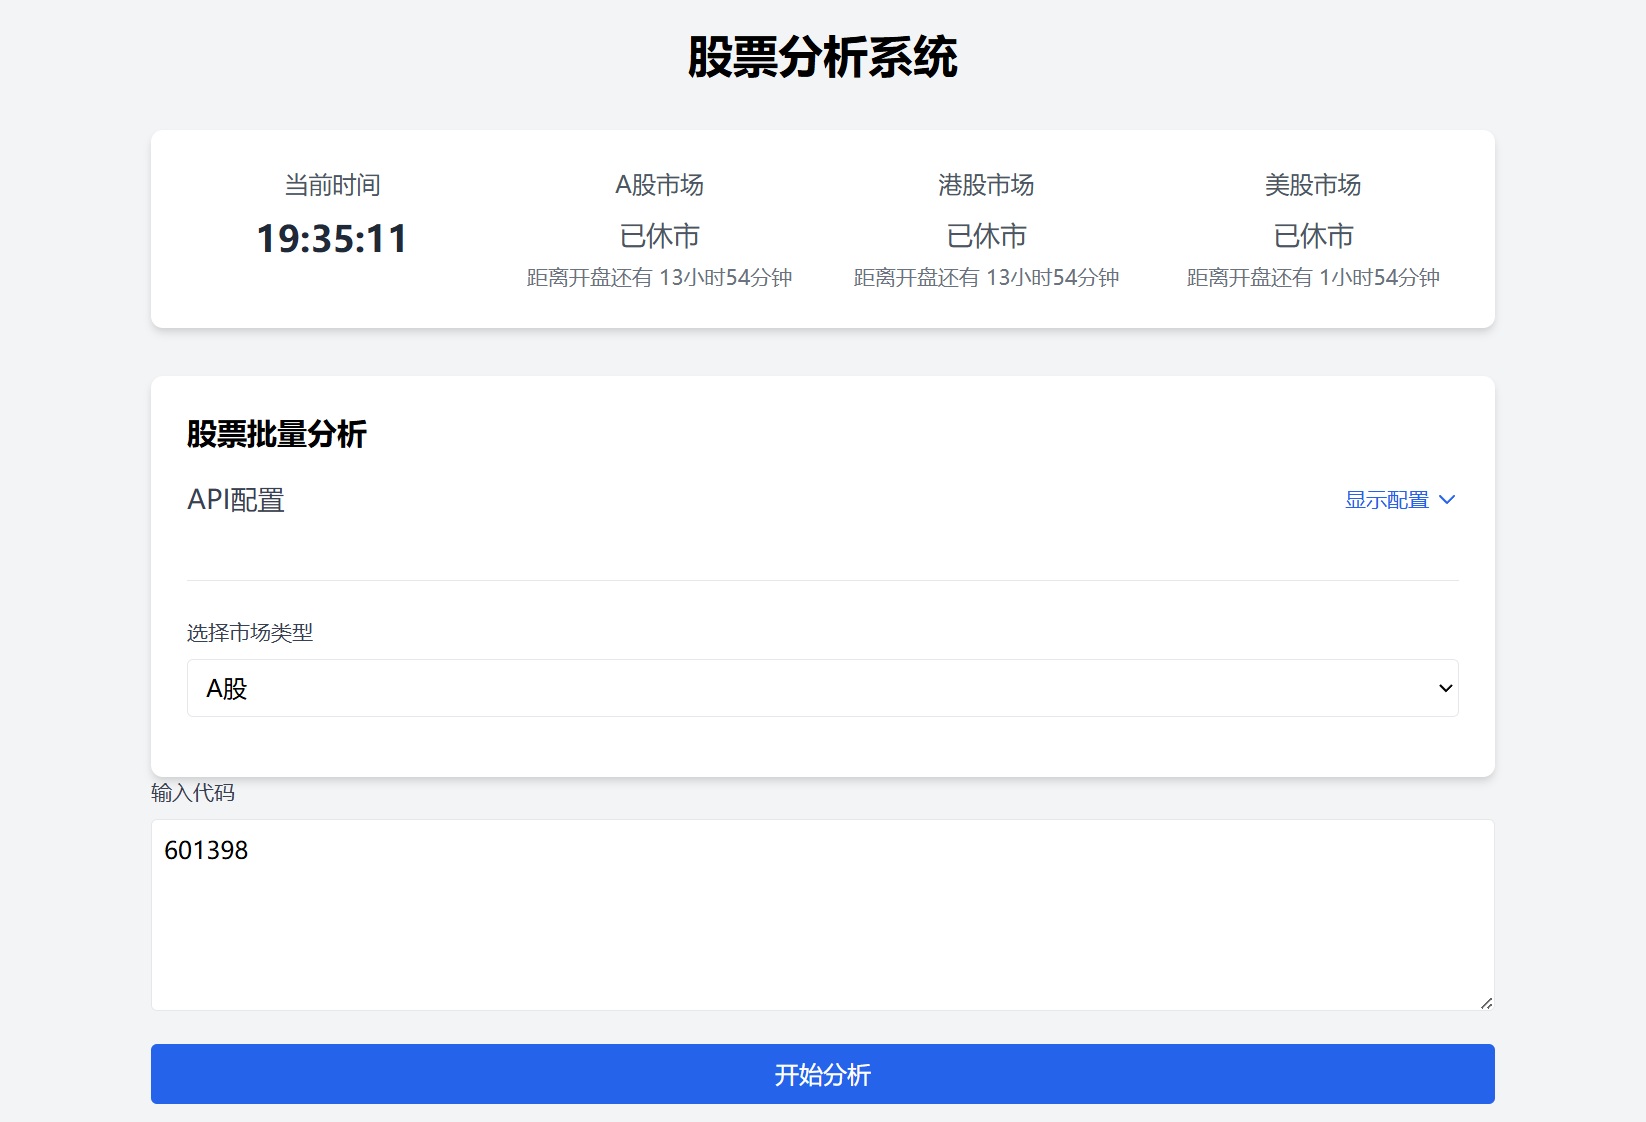 股票分析系统
当前时间
19:35:11
A股市场
已休市
距离开盘还有 13小时54分钟
港股市场
已休市
距离开盘还有 13小时54分钟
美股市场
已休市
距离开盘还有 1小时54分钟
股票批量分析
API配置
显示配置
选择市场类型
A股
输入代码
601398
开始分析